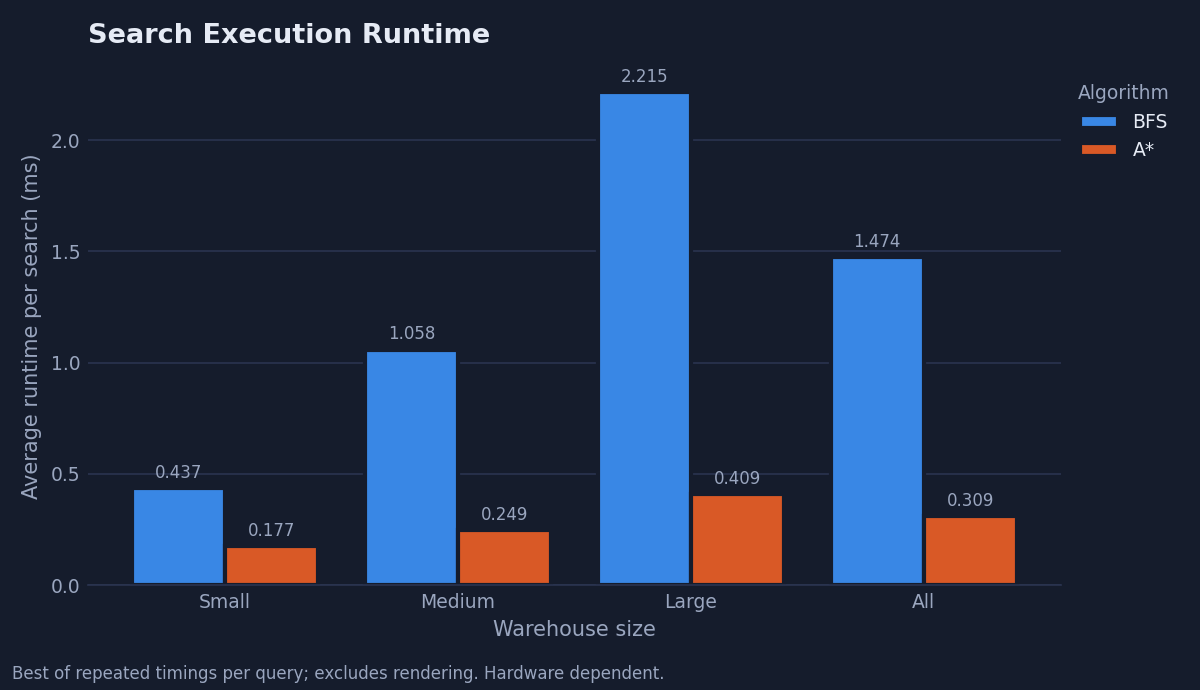 Search Execution Runtime
Algorithm
BFS
A*
Average runtime per search (ms)
2.0
1.5
1.0
0.5
0.0
0.437
0.177
1.058
0.249
2.215
0.409
1.474
0.309
Small
Medium
Large
All
Warehouse size
Best of repeated timings per query; excludes rendering. Hardware dependent.